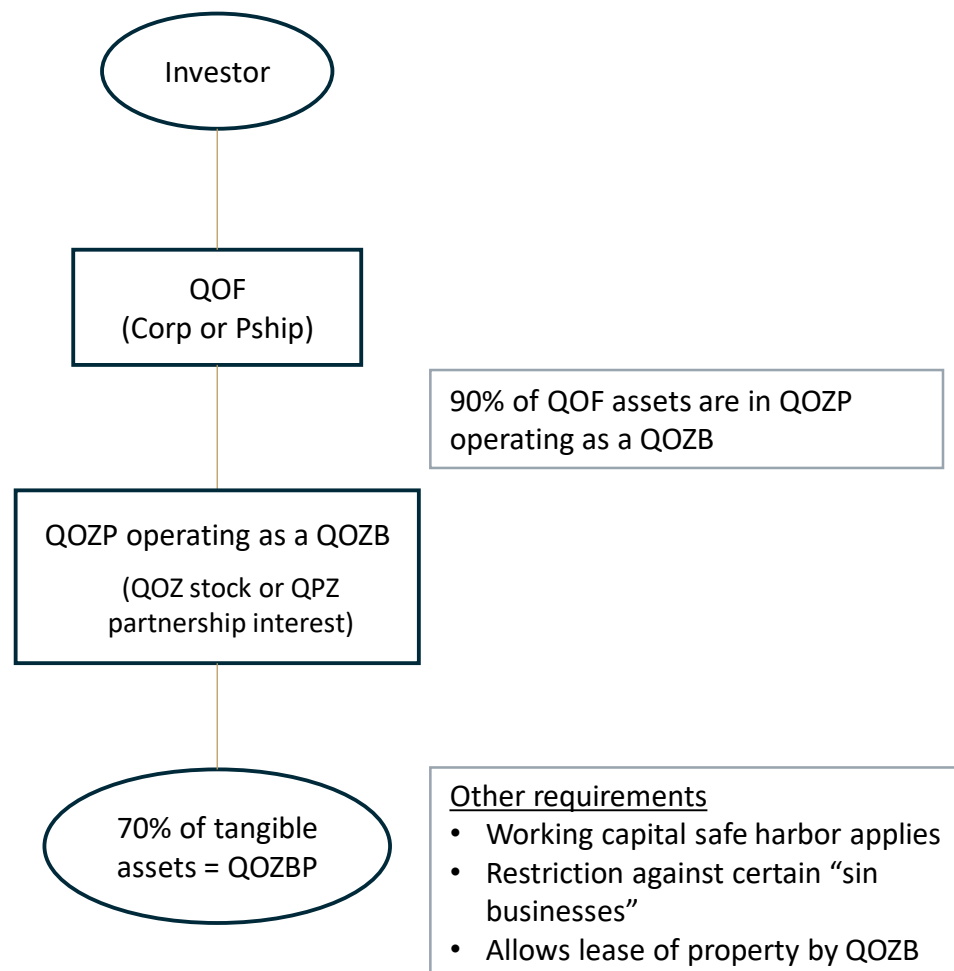 Investor
QOF
(Corp or Pship)
90% of QOF assets are in QOZP
operating as a QOZB
QOZP operating as a QOZB
(QOZ stock or QPZ
partnership interest)
70% of tangible
assets = QOZBP
Other requirements
• Working capital safe harbor applies
• Restriction against certain “sin
businesses”
• Allows lease of property by QOZB